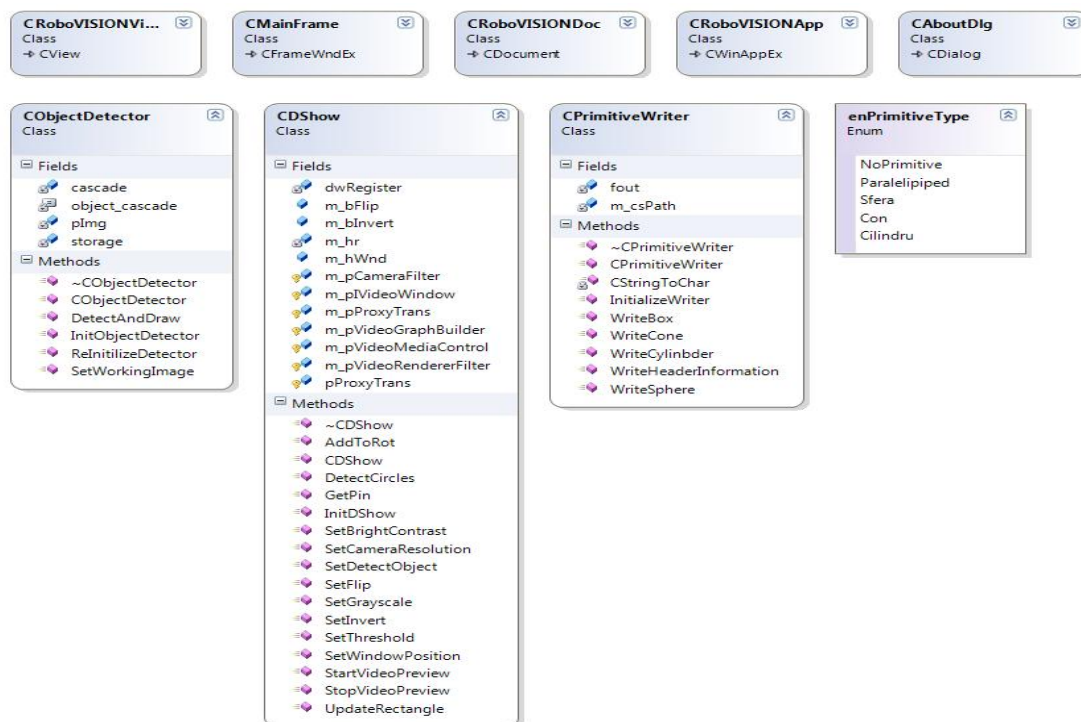 CRoboVISIONVi...
Class
CView
CMainFrame
Class
CFrameWndEx
CRoboVISIONDoc
Class
CDocument
CRoboVISIONApp
Class
CWinAppEx
CAboutDlg
Class
CDialog
CObjectDetector
Class
Fields
cascade
object_cascade
pImg
storage
Methods
~CObjectDetector
CObjectDetector
DetectAndDraw
InitObjectDetector
ReInitilizeDetector
SetWorkingImage
CDShow
Class
Fields
dwRegister
m_bFlip
m_bInvert
m_hr
m_hWnd
m_pCameraFilter
m_pIVideoWindow
m_pProxyTrans
m_pVideoGraphBuilder
m_pVideoMediaControl
m_pVideoRendererFilter
pProxyTrans
Methods
~CDShow
AddToRot
CDShow
DetectCircles
GetPin
InitDShow
SetBrightContrast
SetCameraResolution
SetDetectObject
SetFlip
SetGrayscale
SetInvert
SetThreshold
SetWindowPosition
StartVideoPreview
StopVideoPreview
UpdateRectangle
CPrimitiveWriter
Class
Fields
fout
m_csPath
Methods
~CPrimitiveWriter
CPrimitiveWriter
CStringToChar
InitializeWriter
WriteBox
WriteCone
WriteCylinbder
WriteHeaderInformation
WriteSphere
enPrimitiveType
Enum
NoPrimitive
Paralelipiped
Sfera
Con
Cilindru